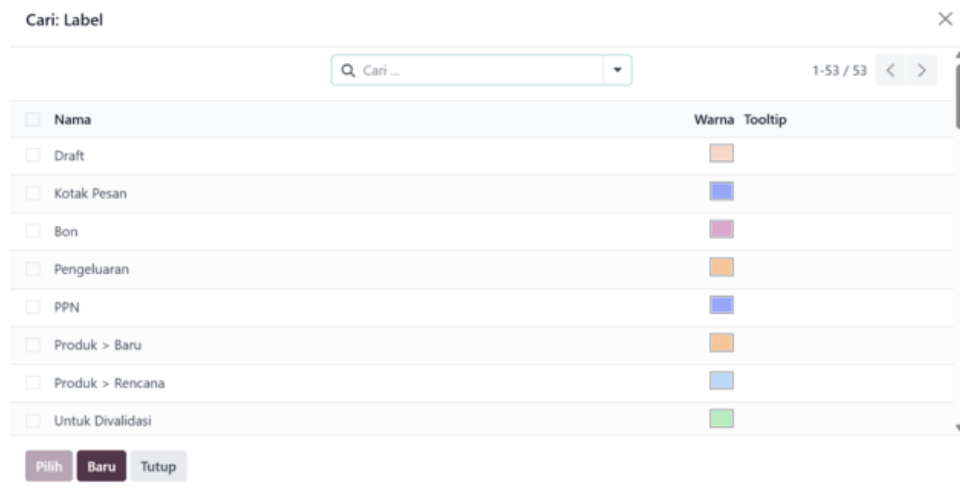 Cari: Label
Cari ...
1-53 / 53
Nama Warna Tooltip
Draft
Kotak Pesan
Bon
Pengeluaran
PPN
Produk > Baru
Produk > Rencana
Untuk Divalidasi
Pilih Baru Tutup